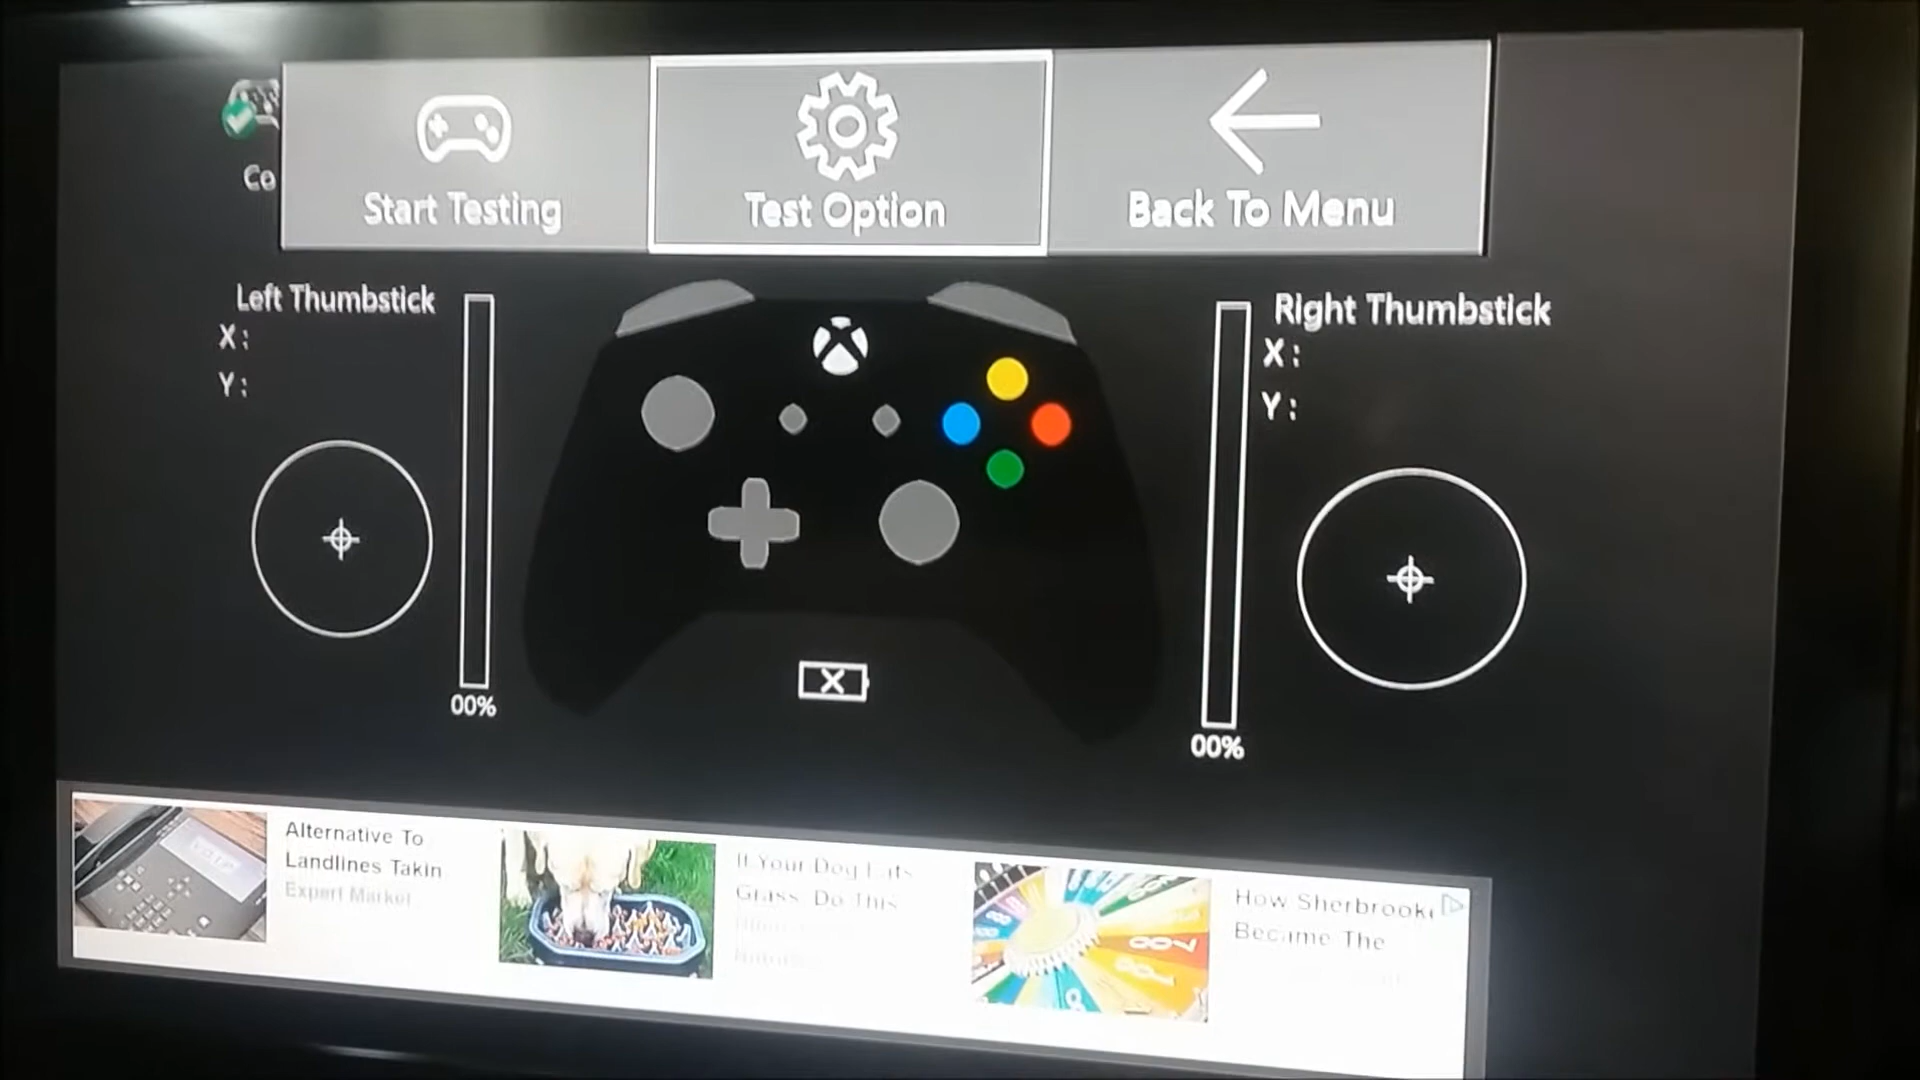 Co
Start Testing
Test Option
Back To Menu
Left Thumbstick
X:
Y:
00%
Right Thumbstick
X:
Y:
00%
Alternative To
Landlines Takin
Expert Market
If Your Dog Eats
Grass, Do This
How Sherbrooke
Became The